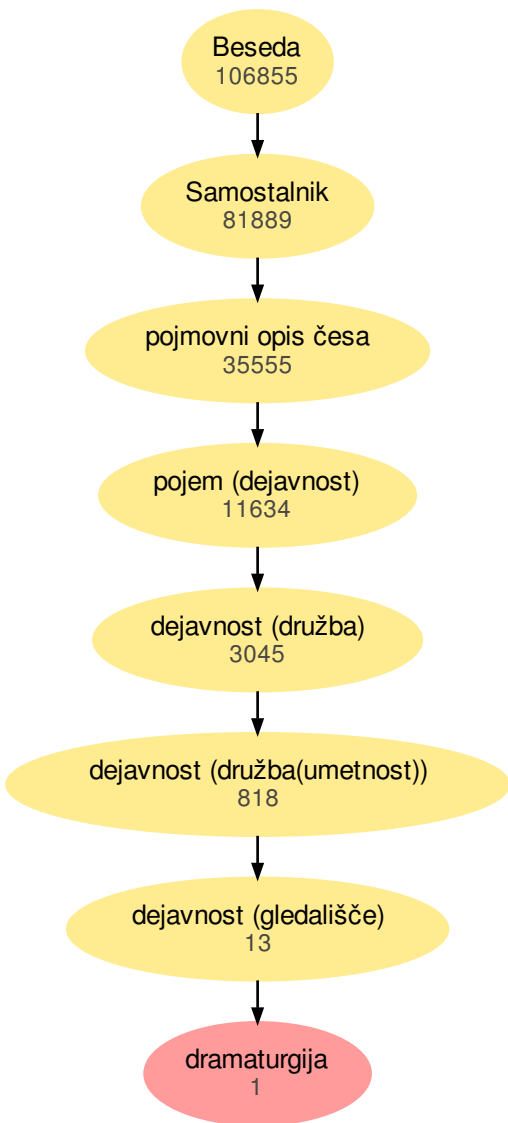 Beseda
106855
Samostalnik
81889
pojmovni opis česa
35555
pojem (dejavnost)
11634
dejavnost (družba)
3045
dejavnost (družba(umetnost))
818
dejavnost (gledališče)
13
dramaturgija
1